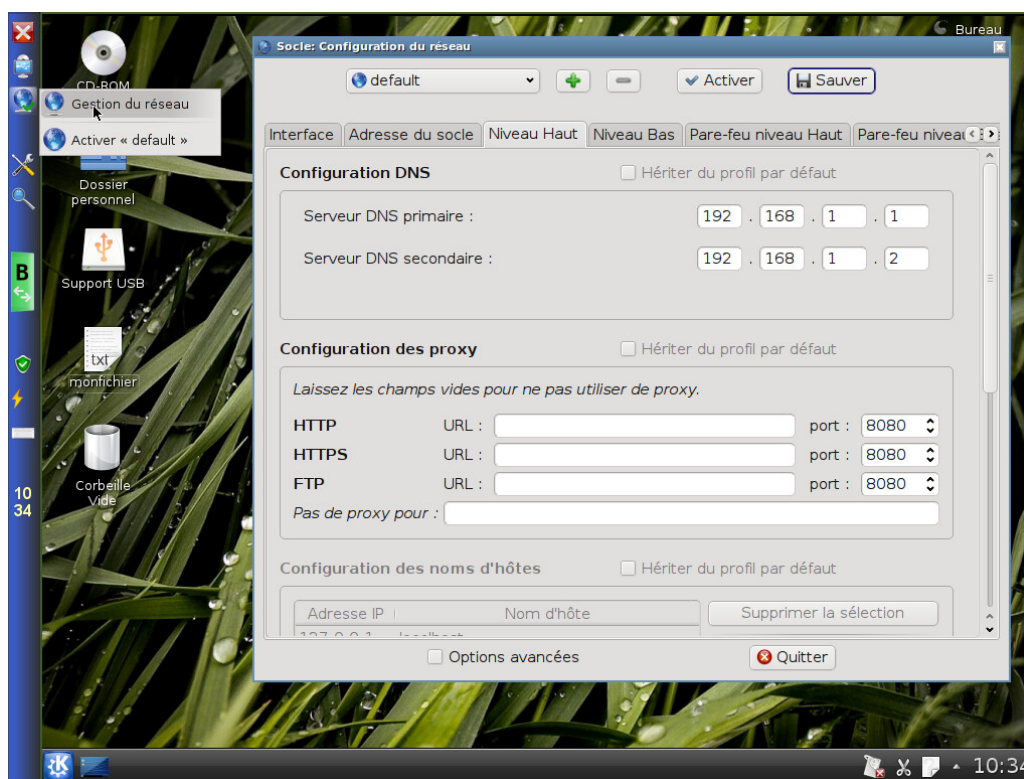 Bureau
CD-ROM
Gestion du réseau
Activer « default »
Dossier
personnel
Support USB
txt
monfichier
Corbeille
Vide
B
10
34
Socle: Configuration du réseau
default
Activer
Sauver
Interface
Adresse du socle
Niveau Haut
Niveau Bas
Pare-feu niveau Haut
Pare-feu niveau
Configuration DNS
Hériter du profil par défaut
Serveur DNS primaire : 192 . 168 . 1 . 1
Serveur DNS secondaire : 192 . 168 . 1 . 2
Configuration des proxy
Hériter du profil par défaut
Laissez les champs vides pour ne pas utiliser de proxy.
HTTP URL : port : 8080
HTTPS URL : port : 8080
FTP URL : port : 8080
Pas de proxy pour :
Configuration des noms d'hôtes
Hériter du profil par défaut
Adresse IP Nom d'hôte
Supprimer la sélection
127.0.0.1 localhost
Options avancées
Quitter
10:34